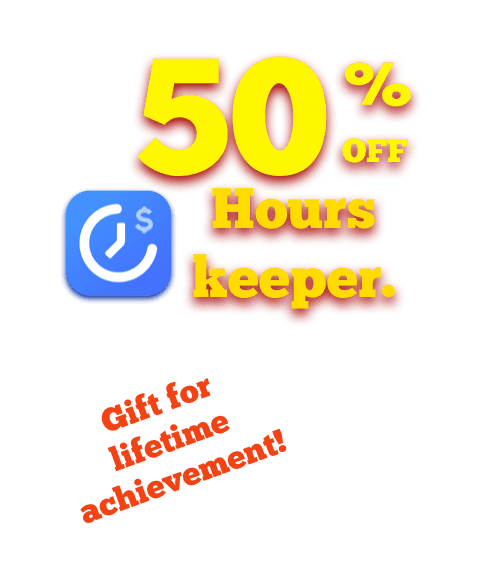 50 %
OFF
$
Hours
keeper.
Gift for
lifetime
achievement!